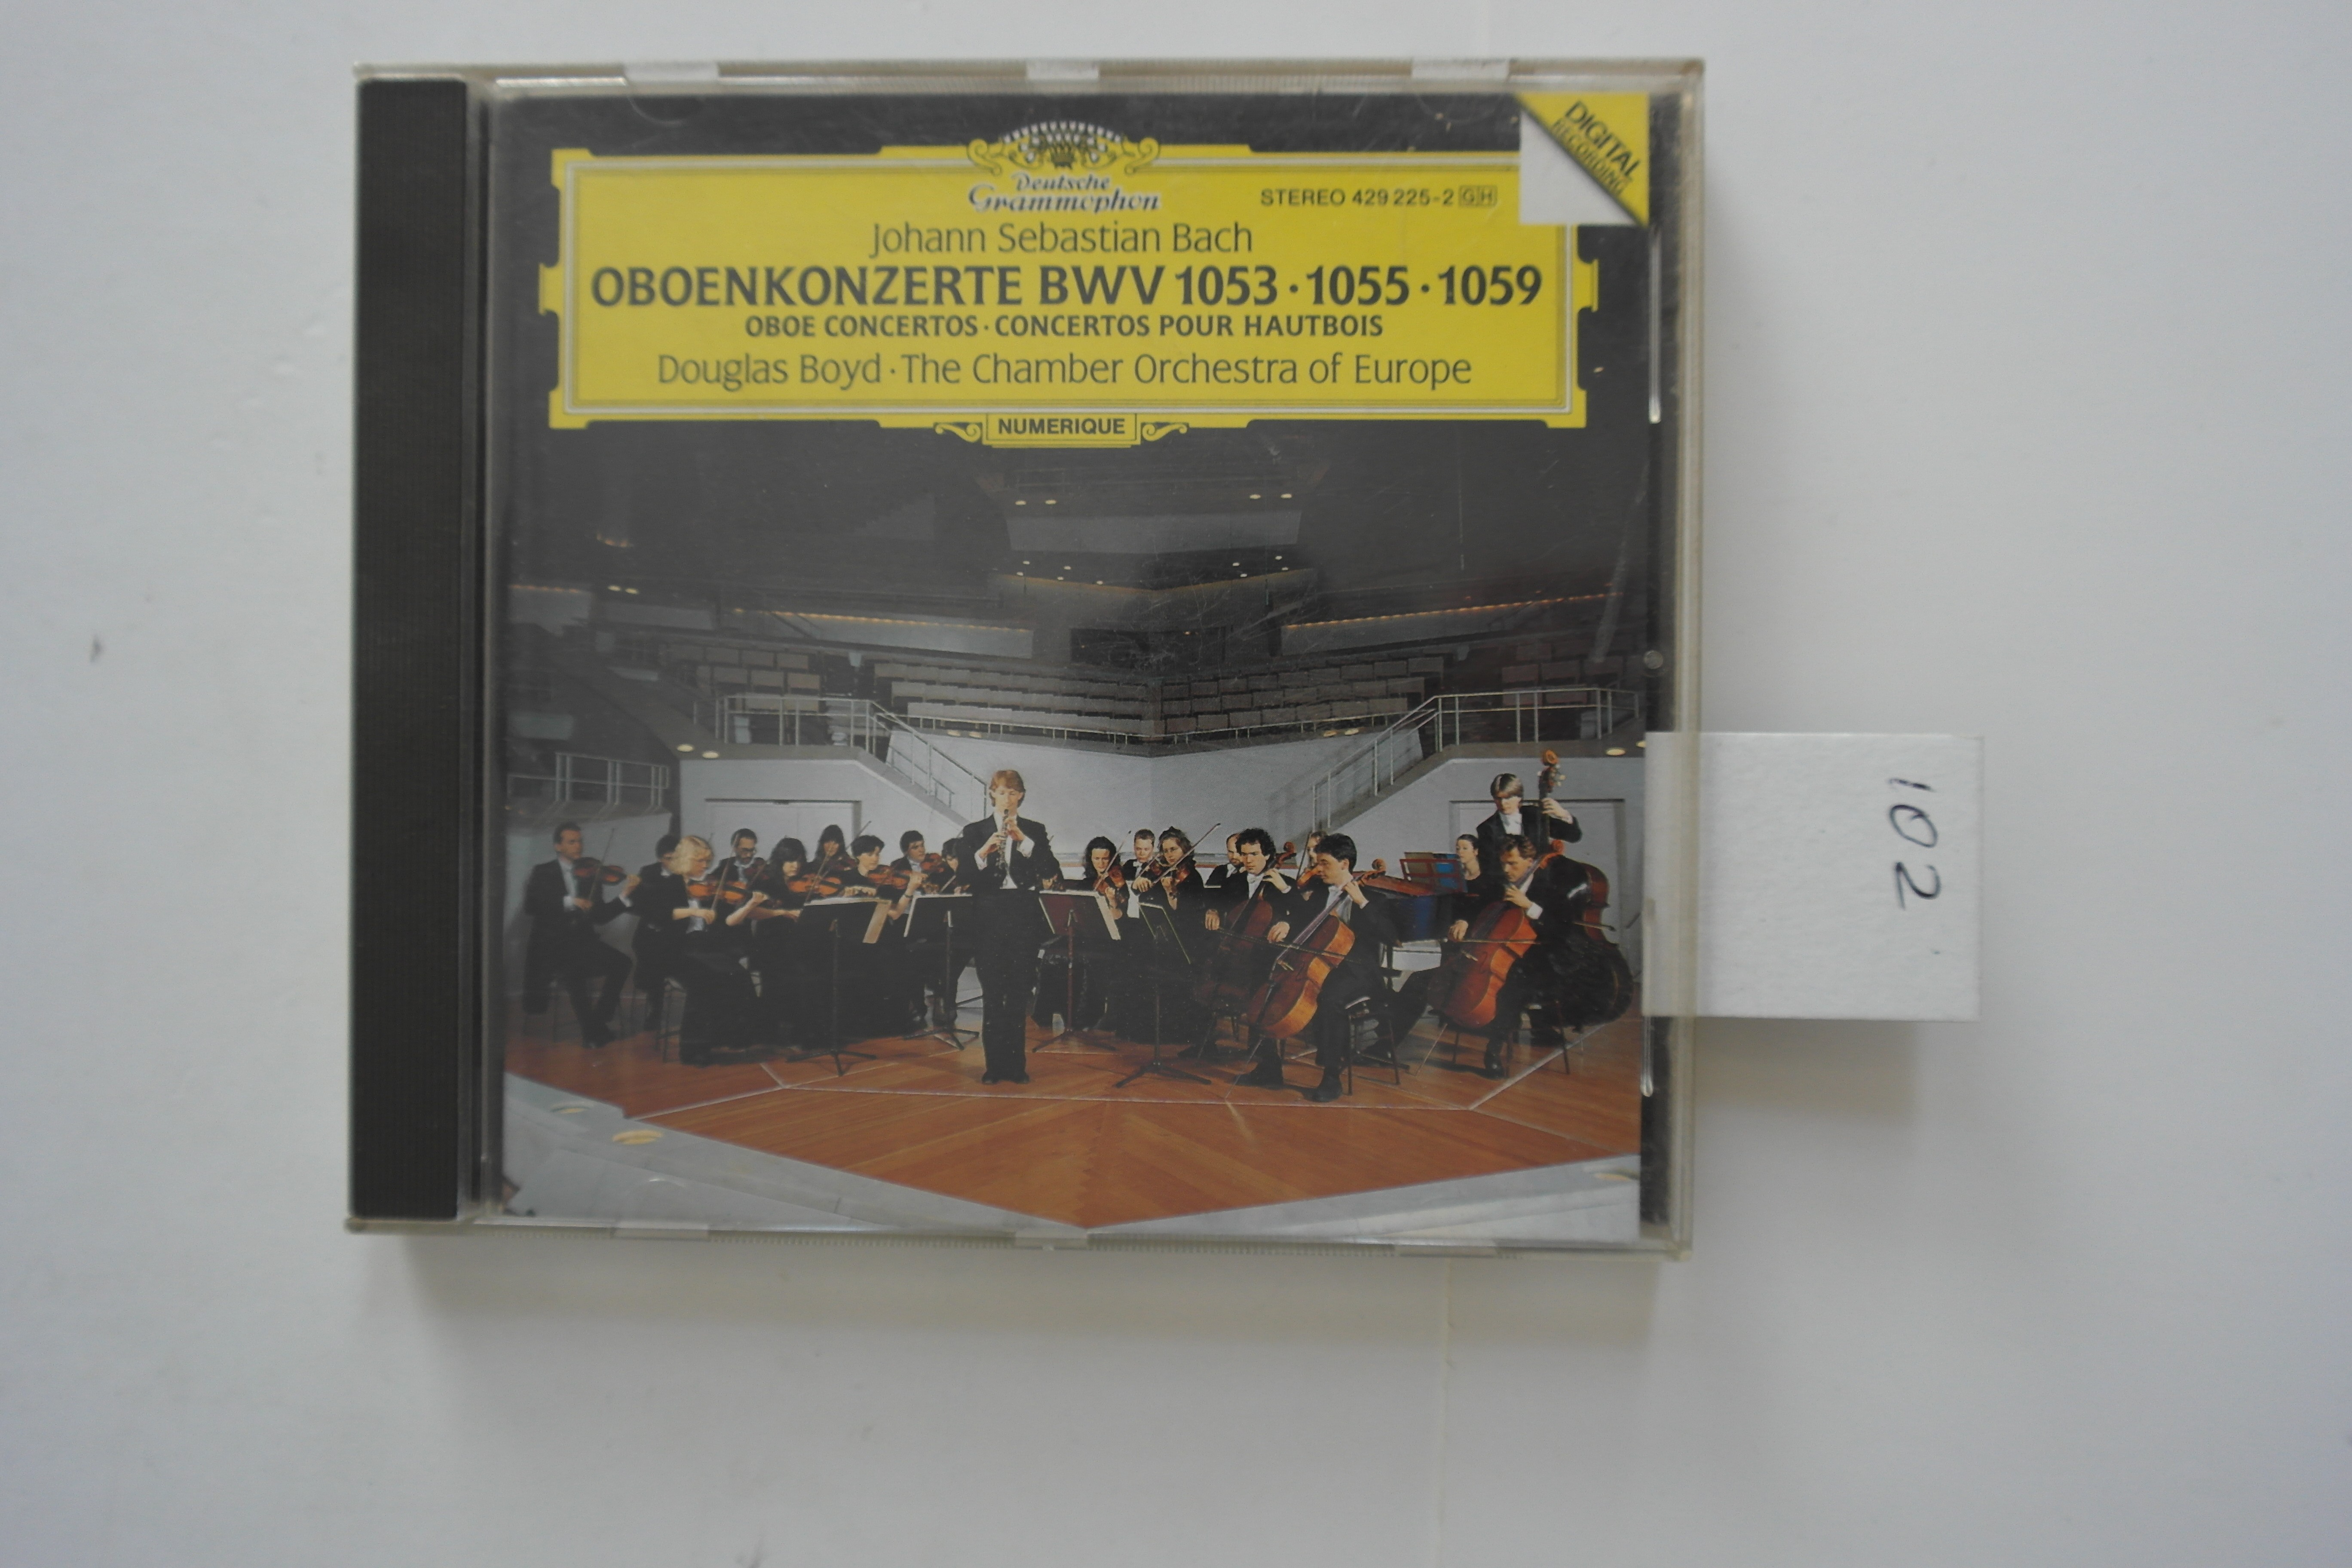 DIGITAL
RECORDING
Deutsche
Grammophon
STEREO 429 225-2 GH
Johann Sebastian Bach
OBOENKONZERTE BWV 1053 · 1055 · 1059
OBOE CONCERTOS · CONCERTOS POUR HAUTBOIS
Douglas Boyd · The Chamber Orchestra of Europe
NUMERIQUE
102